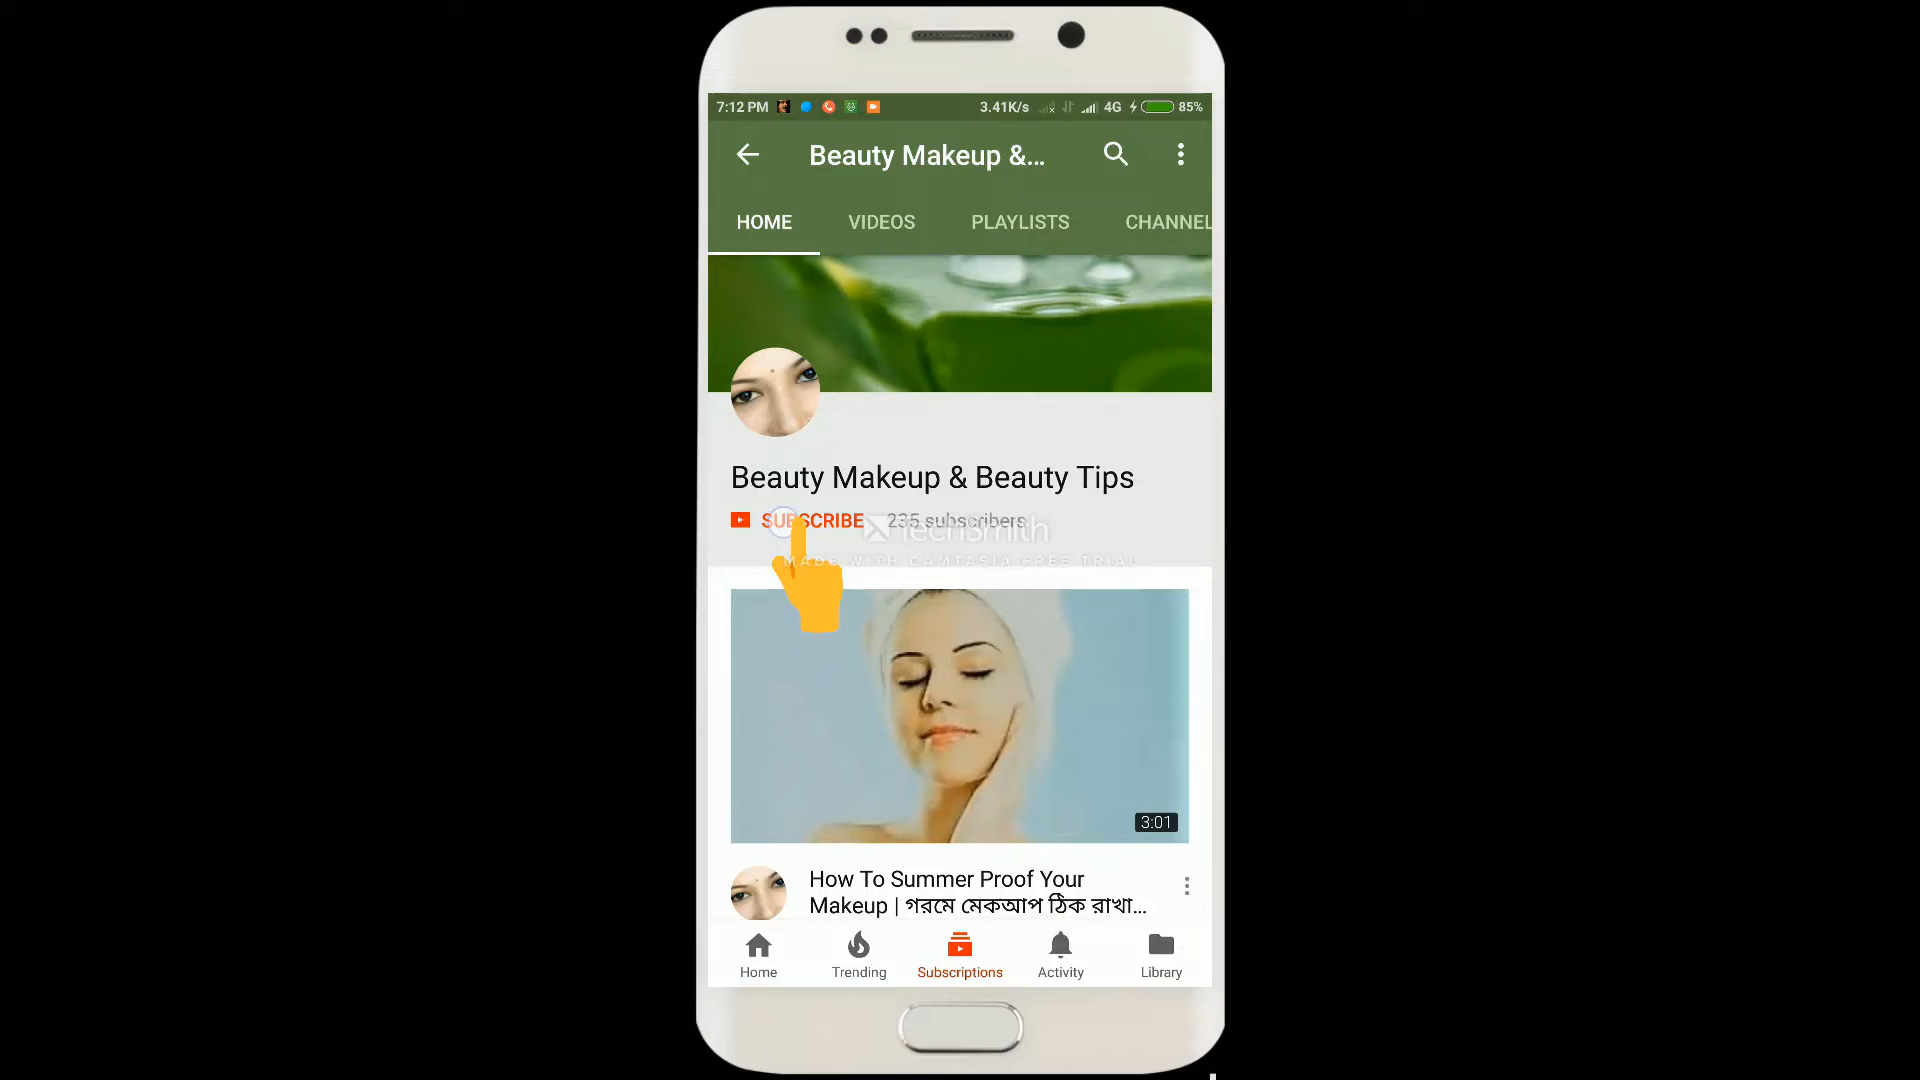 7:12 PM 3.41K/s 4G 85%
Beauty Makeup &...
HOME VIDEOS PLAYLISTS CHANNEL
Beauty Makeup & Beauty Tips
SUBSCRIBE 235 subscribers
TechSmith
MADE WITH CAMTASIA FREE TRIAL
3:01
How To Summer Proof Your
Makeup | গরমে মেকআপ ঠিক রাখা...
Home Trending Subscriptions Activity Library